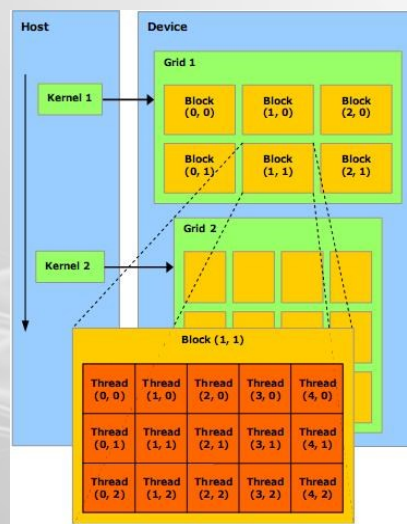 Host
Device
Grid 1
Kernel 1
Block
(0, 0)
Block
(1, 0)
Block
(2, 0)
Block
(0, 1)
Block
(1, 1)
Block
(2, 1)
Grid 2
Kernel 2
Block (1, 1)
Thread
(0, 0)
Thread
(1, 0)
Thread
(2, 0)
Thread
(3, 0)
Thread
(4, 0)
Thread
(0, 1)
Thread
(1, 1)
Thread
(2, 1)
Thread
(3, 1)
Thread
(4, 1)
Thread
(0, 2)
Thread
(1, 2)
Thread
(2, 2)
Thread
(3, 2)
Thread
(4, 2)